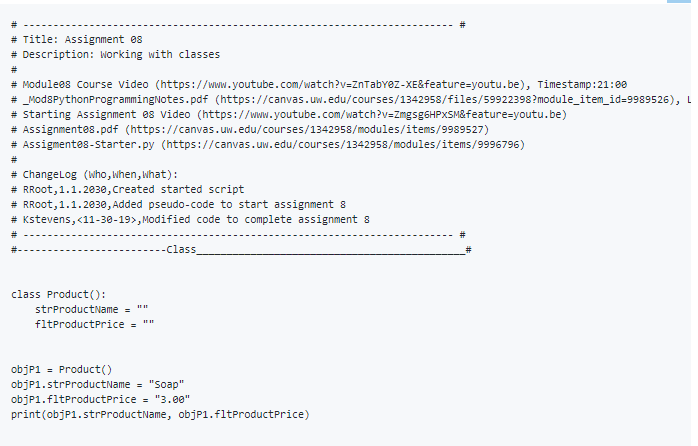 # ------------------------------------------------------------------------ #
# Title: Assignment 08
# Description: Working with classes
#
# Module08 Course Video (https://www.youtube.com/watch?v=ZnTabY0Z-XE&feature=youtu.be), Timestamp:21:00
# _Mod8PythonProgrammingNotes.pdf (https://canvas.uw.edu/courses/1342958/files/59922398?module_item_id=9989526), L
# Starting Assignment 08 Video (https://www.youtube.com/watch?v=Zmgsg6HPxSM&feature=youtu.be)
# Assignment08.pdf (https://canvas.uw.edu/courses/1342958/modules/items/9989527)
# Assigment08-Starter.py (https://canvas.uw.edu/courses/1342958/modules/items/9996796)
#
# ChangeLog (Who,When,What):
# RRoot,1.1.2030,Created started script
# RRoot,1.1.2030,Added pseudo-code to start assignment 8
# Kstevens,<11-30-19>,Modified code to complete assignment 8
# ------------------------------------------------------------------------ #
#-------------------------Class_____________________________________________#
class Product():
    strProductName = ""
    fltProductPrice = ""
objP1 = Product()
objP1.strProductName = "Soap"
objP1.fltProductPrice = "3.00"
print(objP1.strProductName, objP1.fltProductPrice)